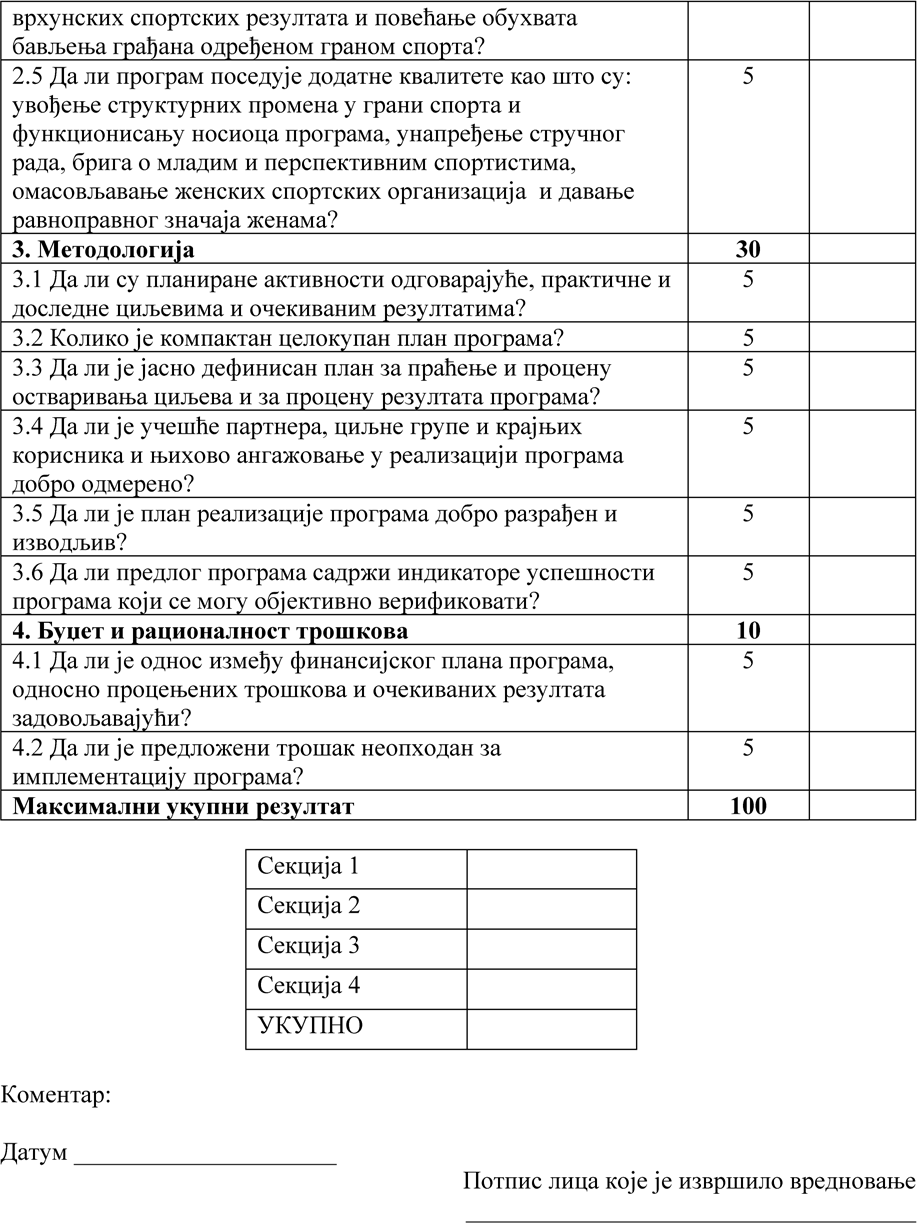 врхунских спортских резултата и повећање обухвата
бављења грађана одређеном граном спорта?
2.5 Да ли програм поседује додатне квалитете као што су: 5
увођење структурних промена у грани спорта и
функционисању носиоца програма, унапређење стручног
рада, брига о младим и перспективним спортистима,
омасовљавање женских спортских организација  и давање
равноправног значаја женама?
3. Методологија 30
3.1 Да ли су планиране активности одговарајуће, практичне и 5
доследне циљевима и очекиваним резултатима?
3.2 Колико је компактан целокупан план програма? 5
3.3 Да ли је јасно дефинисан план за праћење и процену 5
остваривања циљева и за процену резултата програма?
3.4 Да ли је учешће партнера, циљне групе и крајњих 5
корисника и њихово ангажовање у реализацији програма
добро одмерено?
3.5 Да ли је план реализације програма добро разрађен и 5
изводљив?
3.6 Да ли предлог програма садржи индикаторе успешности 5
програма који се могу објективно верификовати?
4. Буџет и рационалност трошкова 10
4.1 Да ли је однос између финансијског плана програма, 5
односно процењених трошкова и очекиваних резултата
задовољавајући?
4.2 Да ли је предложени трошак неопходан за 5
имплементацију програма?
Максимални укупни резултат 100
Секција 1
Секција 2
Секција 3
Секција 4
УКУПНО
Коментар:
Датум _____________________
Потпис лица које је извршило вредновање
____________________________________